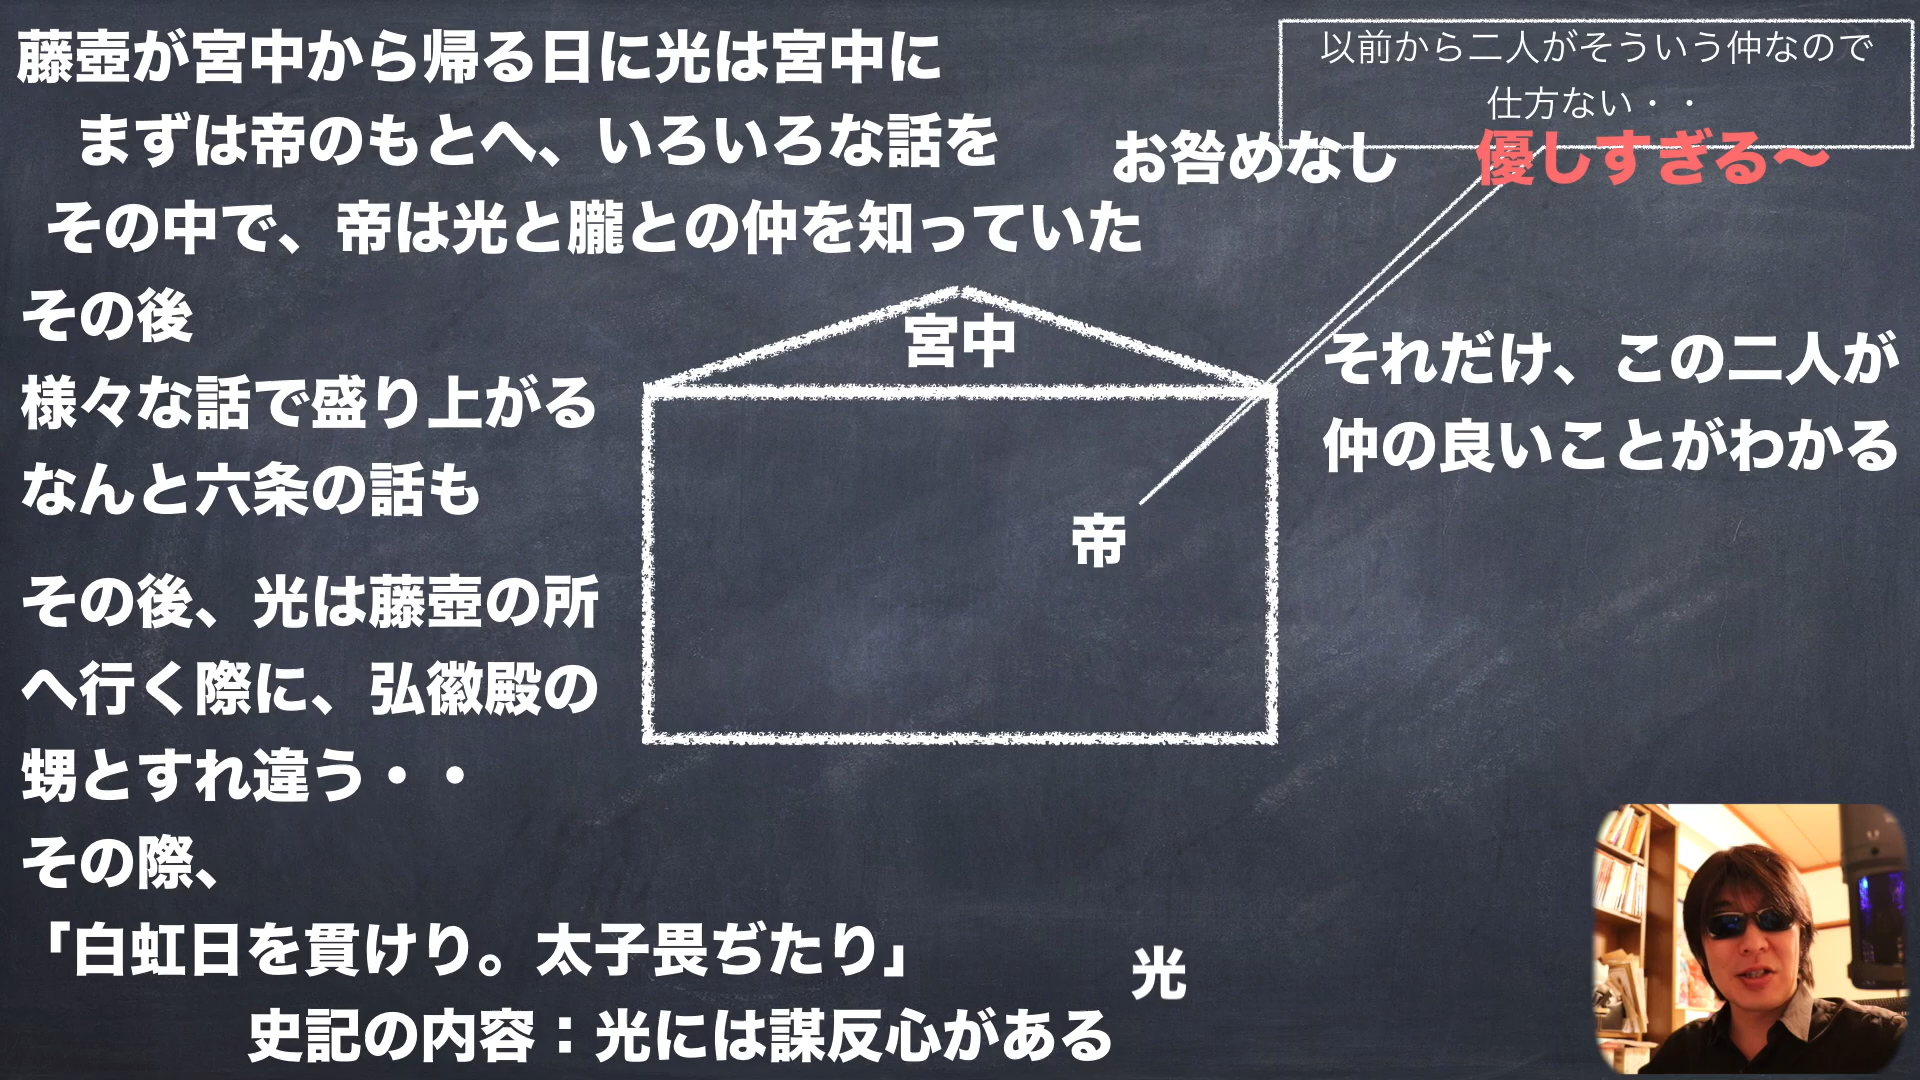 藤壺が宮中から帰る日に光は宮中に
まずは帝のもとへ、いろいろな話を
その中で、帝は光と朧との仲を知っていた
以前から二人がそういう仲なので
仕方ない・・
お咎めなし
優しすぎる〜
その後
様々な話で盛り上がる
なんと六条の話も
宮中
それだけ、この二人が
仲の良いことがわかる
帝
その後、光は藤壺の所
へ行く際に、弘徽殿の
甥とすれ違う・・
その際、
「白虹日を貫けり。太子畏ぢたり」
史記の内容：光には謀反心がある
光